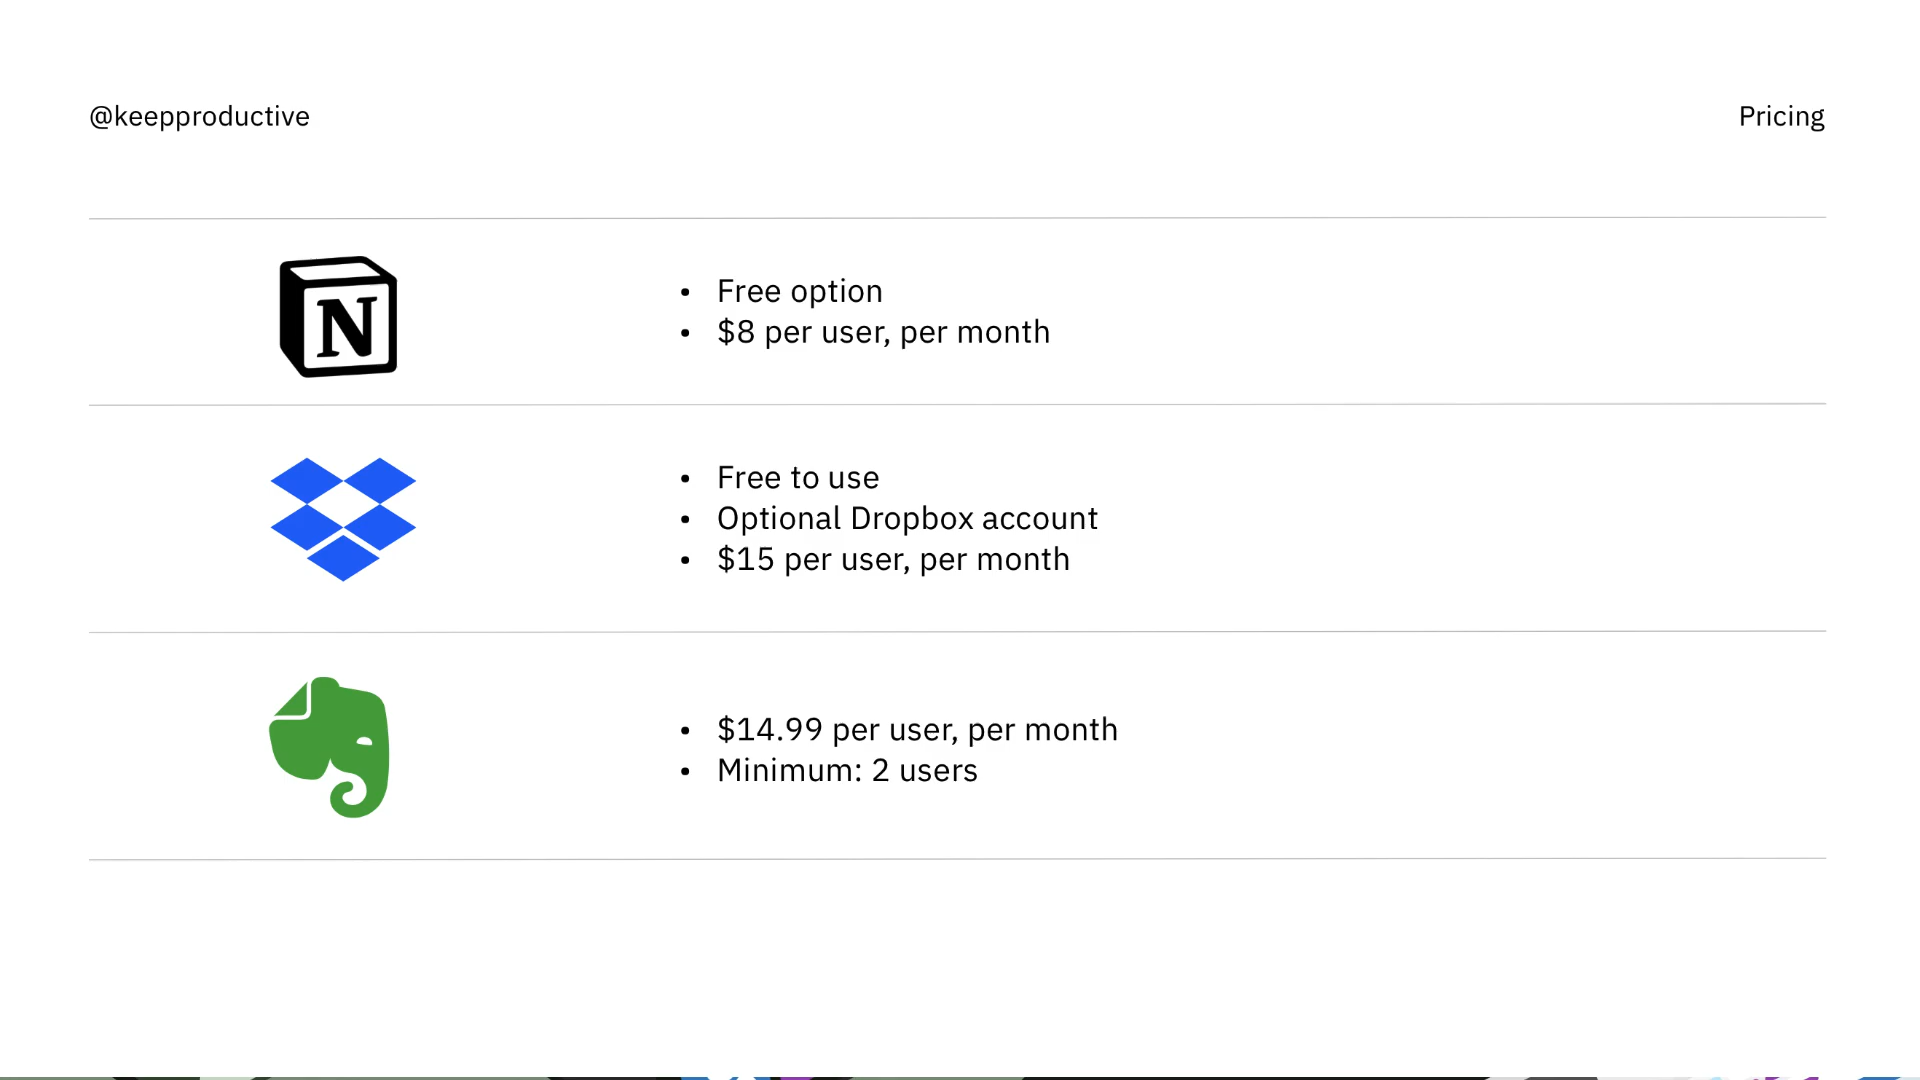 @keepproductive
Pricing
N
• Free option
• $8 per user, per month
• Free to use
• Optional Dropbox account
• $15 per user, per month
• $14.99 per user, per month
• Minimum: 2 users